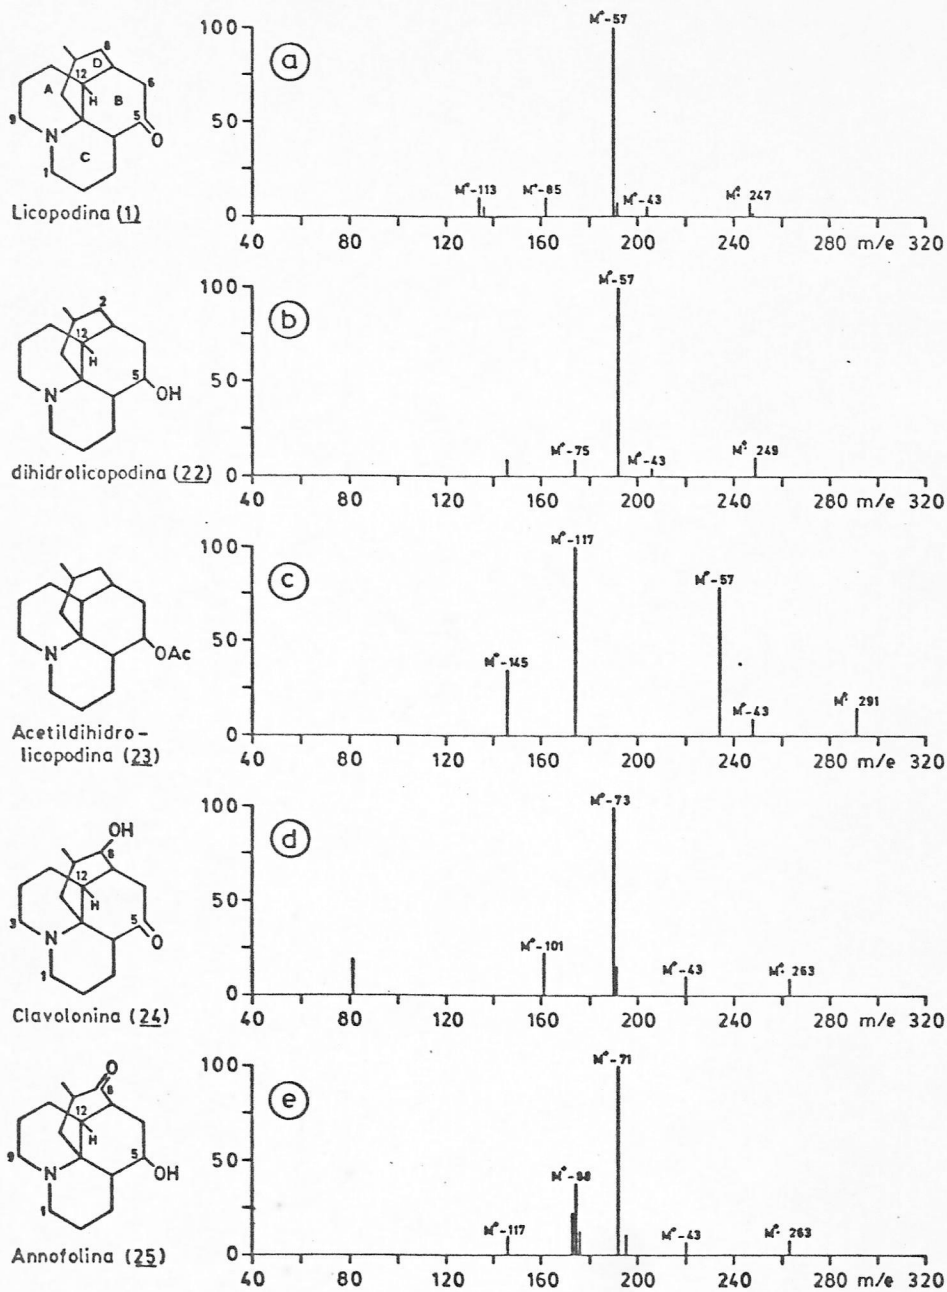 a
100
50
0
M⁺-113
M⁺-85
M⁺-57
M⁺-43
M⁺ 247
40 80 120 160 200 240 280 m/e 320
8
D
12
A
H
B
6
5
O
9
N
C
1
Licopodina (1)
b
100
50
0
M⁺-75
M⁺-57
M⁺-43
M⁺ 249
40 80 120 160 200 240 280 m/e 320
2
12
H
5
OH
N
dihidrolicopodina (22)
c
100
50
0
M⁺-145
M⁺-117
M⁺-57
M⁺-43
M⁺ 291
40 80 120 160 200 240 280 m/e 320
N
OAc
Acetildihidro-
licopodina (23)
d
100
50
0
M⁺-101
M⁺-73
M⁺-43
M⁺ 263
40 80 120 160 200 240 280 m/e 320
OH
8
12
H
5
O
3
N
1
Clavolonina (24)
e
100
50
0
M⁺-117
M⁺-88
M⁺-71
M⁺-43
M⁺ 263
40 80 120 160 200 240 280 m/e 320
O
8
12
H
5
OH
9
N
1
Annofolina (25)